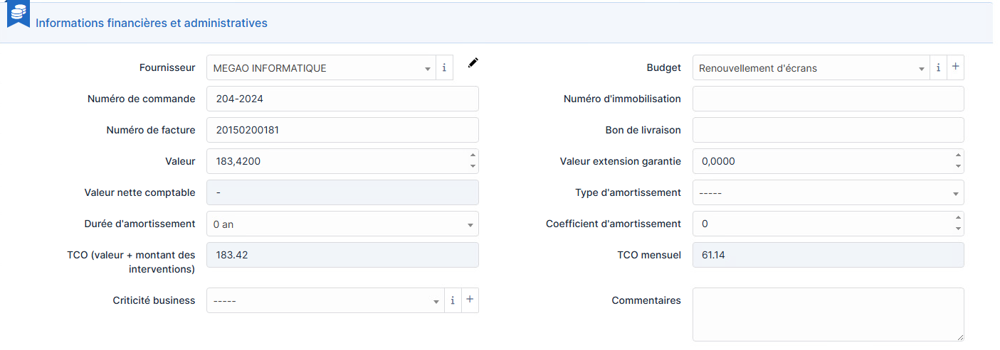 Informations financières et administratives
Fournisseur MEGAO INFORMATIQUE i
Budget Renouvellement d'écrans i +
Numéro de commande 204-2024
Numéro d'immobilisation
Numéro de facture 20150200181
Bon de livraison
Valeur 183,4200
Valeur extension garantie 0,0000
Valeur nette comptable -
Type d'amortissement -----
Durée d'amortissement 0 an
Coefficient d'amortissement 0
TCO (valeur + montant des
interventions) 183.42
TCO mensuel 61.14
Criticité business ----- i +
Commentaires